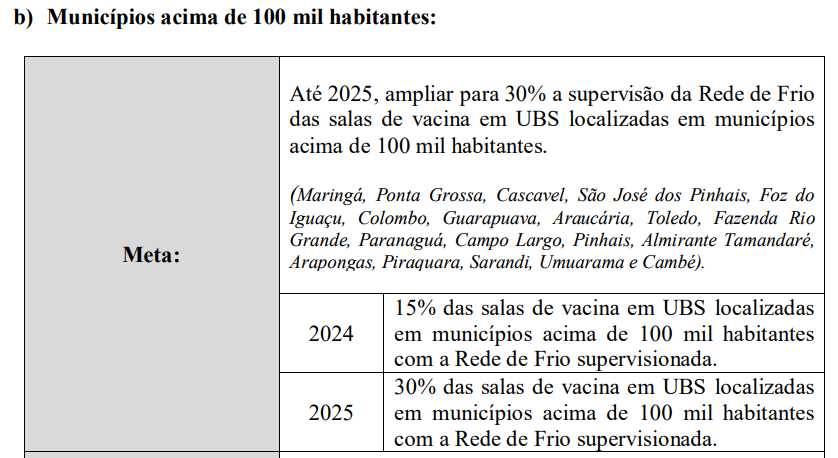 b) Municípios acima de 100 mil habitantes:
Meta:
Até 2025, ampliar para 30% a supervisão da Rede de Frio
das salas de vacina em UBS localizadas em municípios
acima de 100 mil habitantes.
(Maringá, Ponta Grossa, Cascavel, São José dos Pinhais, Foz do
Iguaçu, Colombo, Guarapuava, Araucária, Toledo, Fazenda Rio
Grande, Paranaguá, Campo Largo, Pinhais, Almirante Tamandaré,
Arapongas, Piraquara, Sarandi, Umuarama e Cambé).
2024
15% das salas de vacina em UBS localizadas
em municípios acima de 100 mil habitantes
com a Rede de Frio supervisionada.
2025
30% das salas de vacina em UBS localizadas
em municípios acima de 100 mil habitantes
com a Rede de Frio supervisionada.